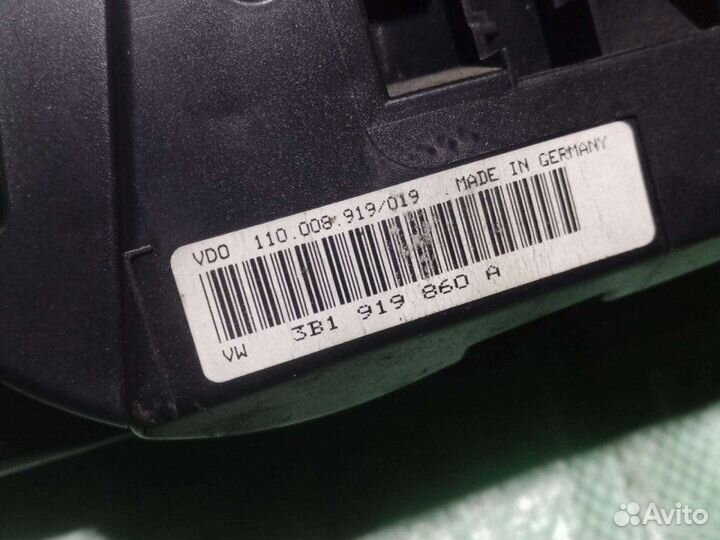 VDO 110.008.919/019 MADE IN GERMANY
VW 3B1 919 860 A
Avito